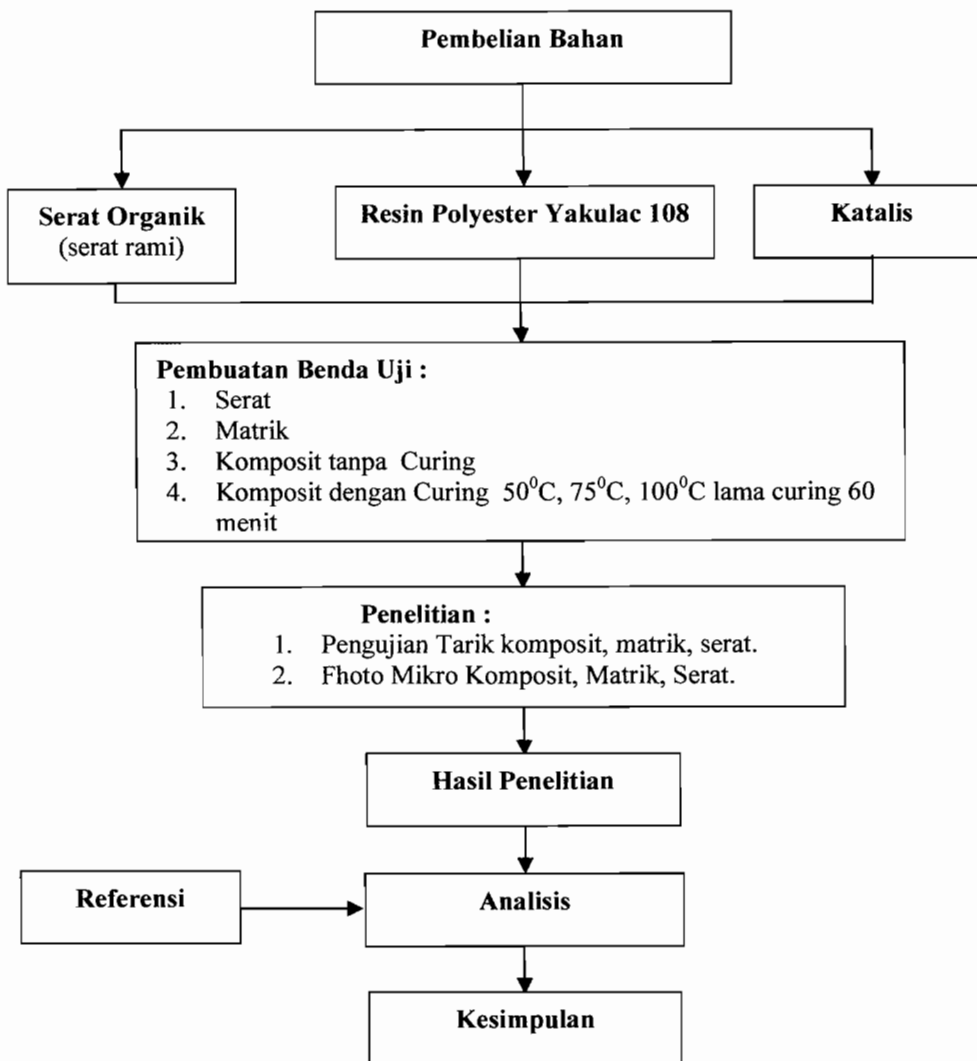 Pembelian Bahan
Serat Organik
(serat rami)
Resin Polyester Yakulac 108
Katalis
Pembuatan Benda Uji :
1. Serat
2. Matrik
3. Komposit tanpa Curing
4. Komposit dengan Curing 50⁰C, 75⁰C, 100⁰C lama curing 60
menit
Penelitian :
1. Pengujian Tarik komposit, matrik, serat.
2. Fhoto Mikro Komposit, Matrik, Serat.
Hasil Penelitian
Referensi
Analisis
Kesimpulan